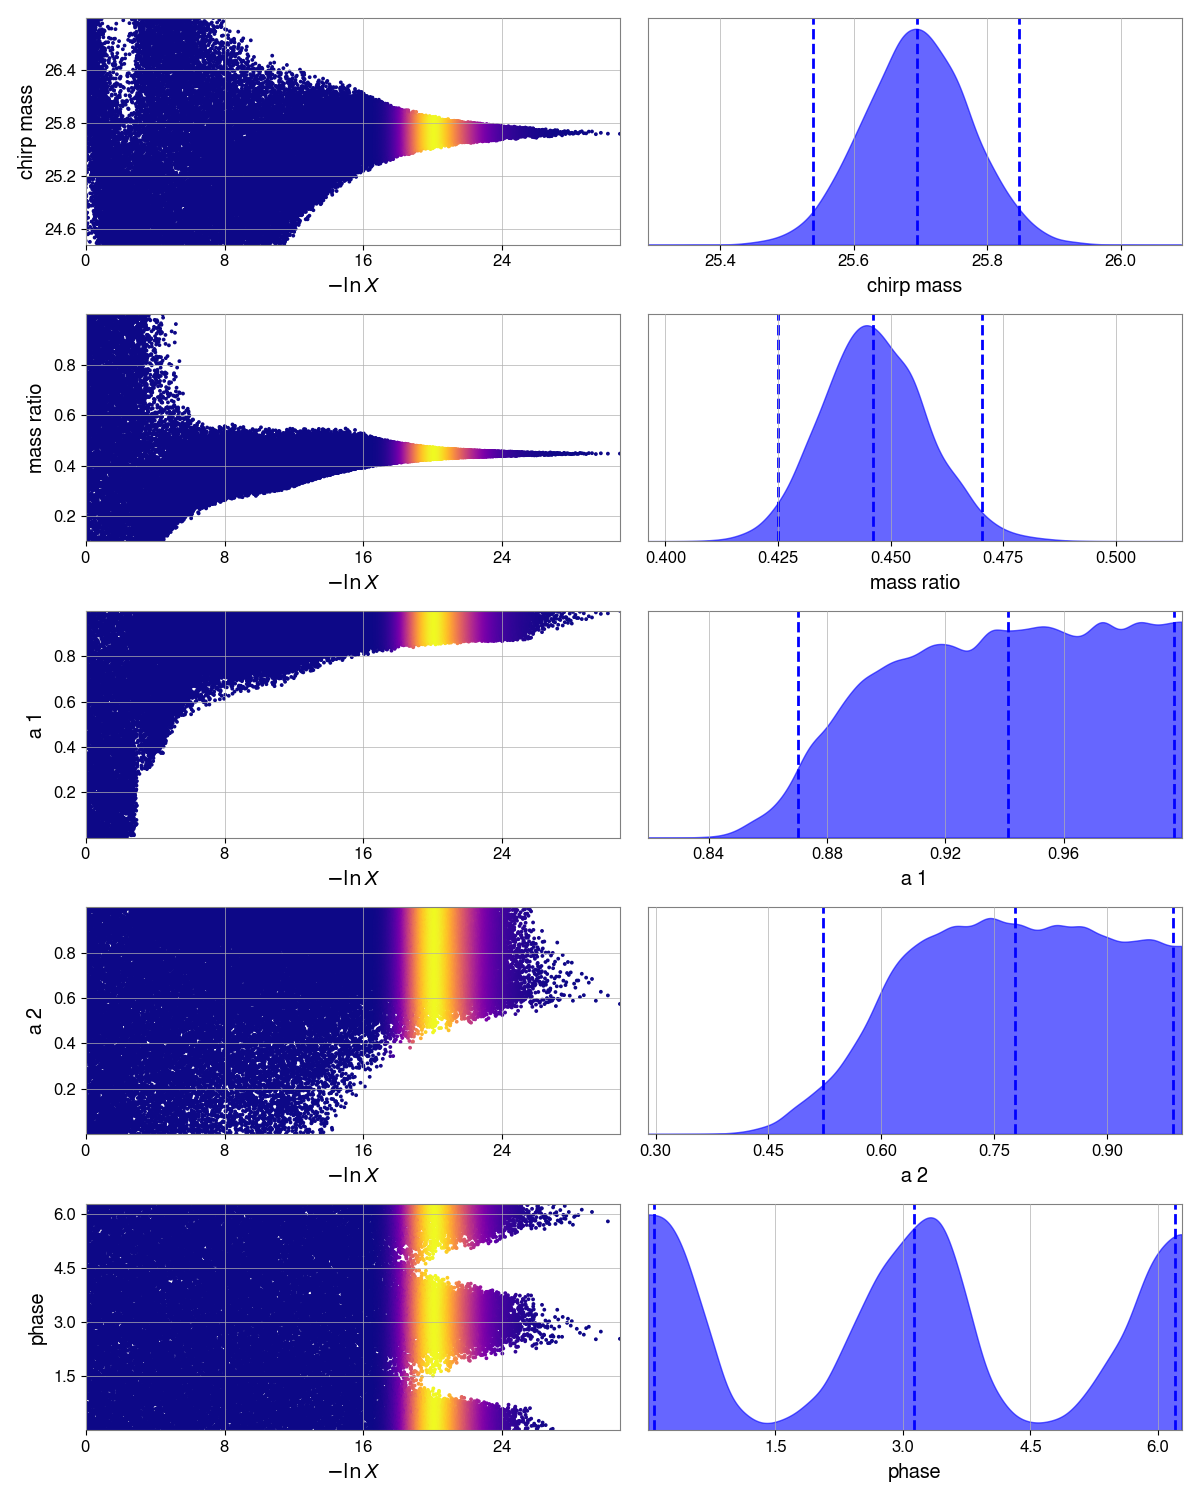 26.4
25.8
25.2
24.6
chirp mass
0 8 16 24
−ln X
25.4 25.6 25.8 26.0
chirp mass
0.8
0.6
0.4
0.2
mass ratio
0 8 16 24
−ln X
0.400 0.425 0.450 0.475 0.500
mass ratio
0.8
0.6
0.4
0.2
a 1
0 8 16 24
−ln X
0.84 0.88 0.92 0.96
a 1
0.8
0.6
0.4
0.2
a 2
0 8 16 24
−ln X
0.30 0.45 0.60 0.75 0.90
a 2
6.0
4.5
3.0
1.5
phase
0 8 16 24
−ln X
1.5 3.0 4.5 6.0
phase